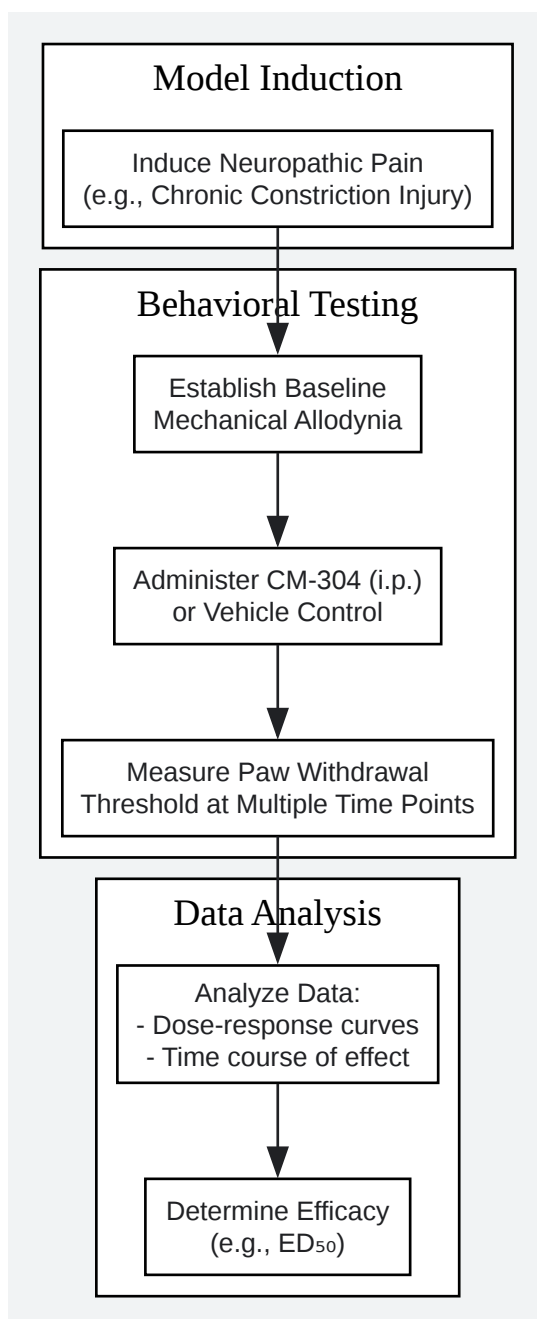 Model Induction
Induce Neuropathic Pain
(e.g., Chronic Constriction Injury)
Behavioral Testing
Establish Baseline
Mechanical Allodynia
Administer CM-304 (i.p.)
or Vehicle Control
Measure Paw Withdrawal
Threshold at Multiple Time Points
Data Analysis
Analyze Data:
- Dose-response curves
- Time course of effect
Determine Efficacy
(e.g., ED₅₀)